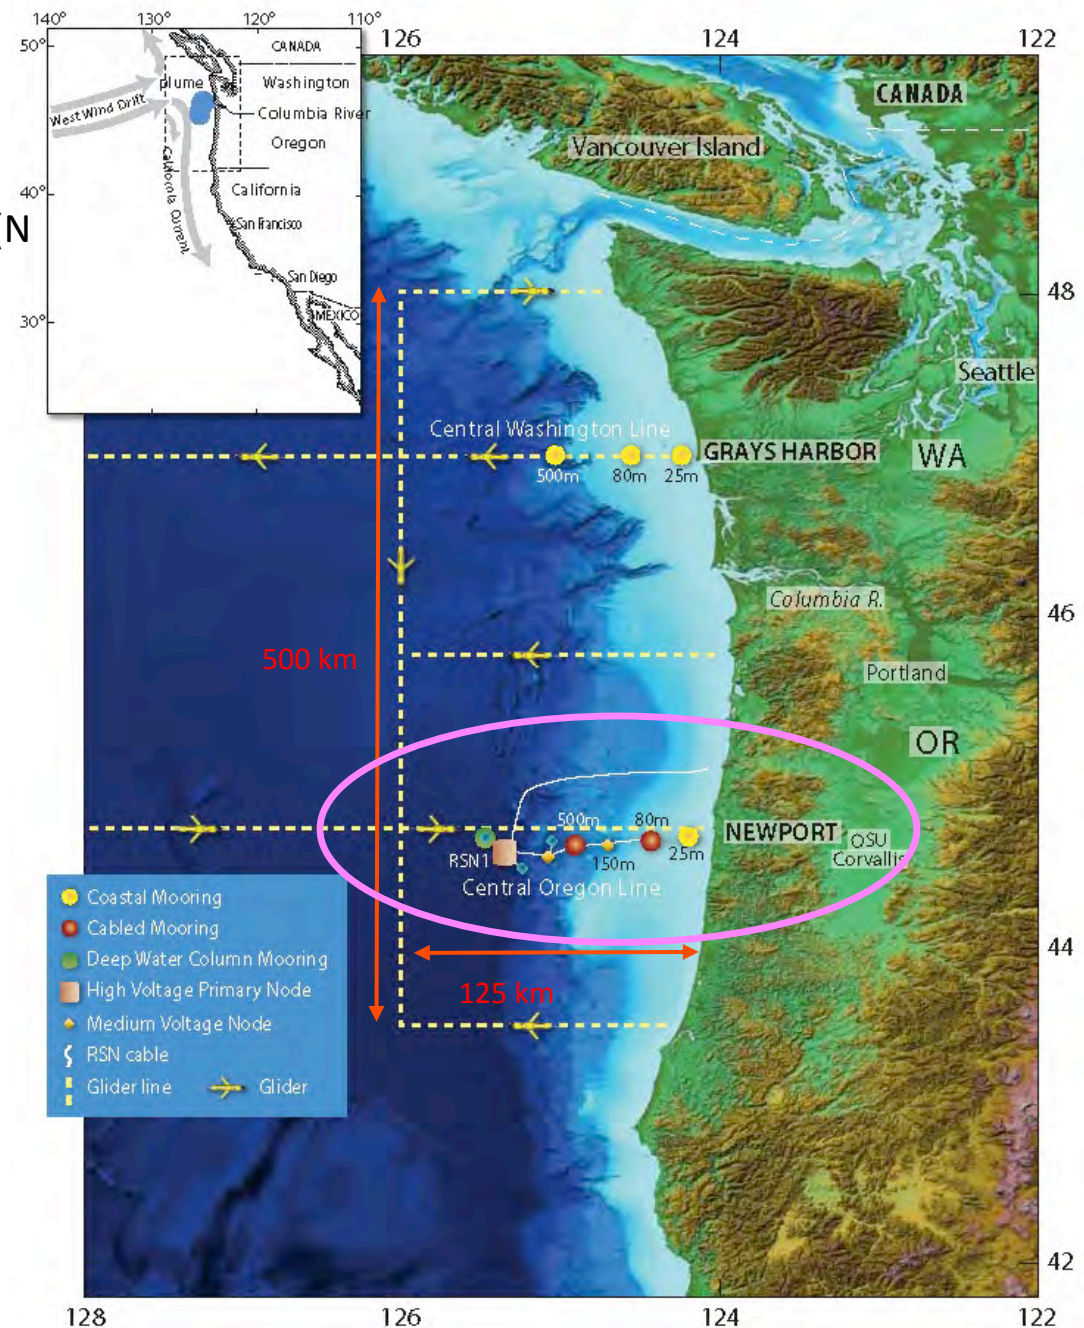 140°
130°
120°
110°
50°
40°
30°
CANADA
Washington
plume
Columbia River
West Wind Drift
Oregon
California Current
California
San Francisco
San Diego
MEXICO
(N
126
124
122
CANADA
Vancouver Island
48
Seattle
Central Washington Line
GRAYS HARBOR
WA
500m
80m
25m
46
Columbia R.
500 km
Portland
OR
500m
80m
NEWPORT
OSU
Corvallis
RSN1
150m
25m
Central Oregon Line
Coastal Mooring
Cabled Mooring
Deep Water Column Mooring
High Voltage Primary Node
Medium Voltage Node
RSN cable
Glider line
Glider
44
125 km
42
128
126
124
122